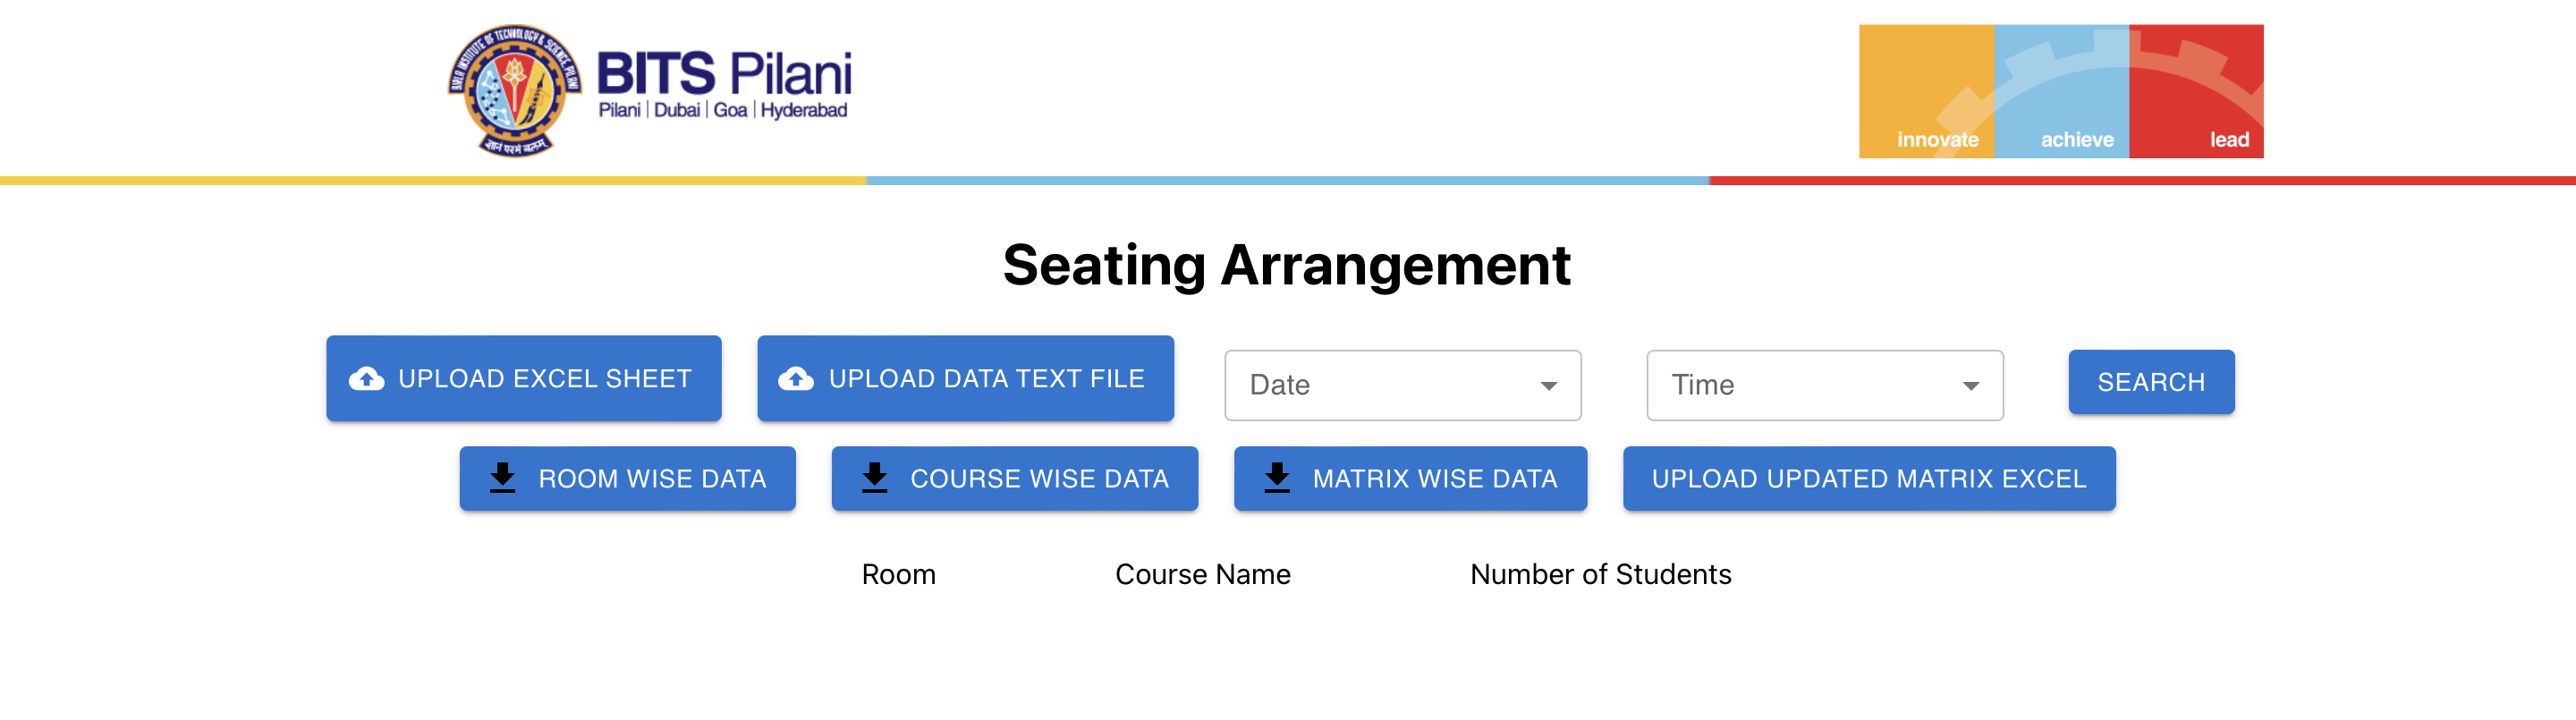 BIRLA INSTITUTE OF TECHNOLOGY & SCIENCE, PILANI
ज्ञानं परमं बलम्
BITS Pilani
Pilani | Dubai | Goa | Hyderabad
innovate achieve lead
Seating Arrangement
UPLOAD EXCEL SHEET UPLOAD DATA TEXT FILE Date Time SEARCH
ROOM WISE DATA COURSE WISE DATA MATRIX WISE DATA UPLOAD UPDATED MATRIX EXCEL
Room Course Name Number of Students